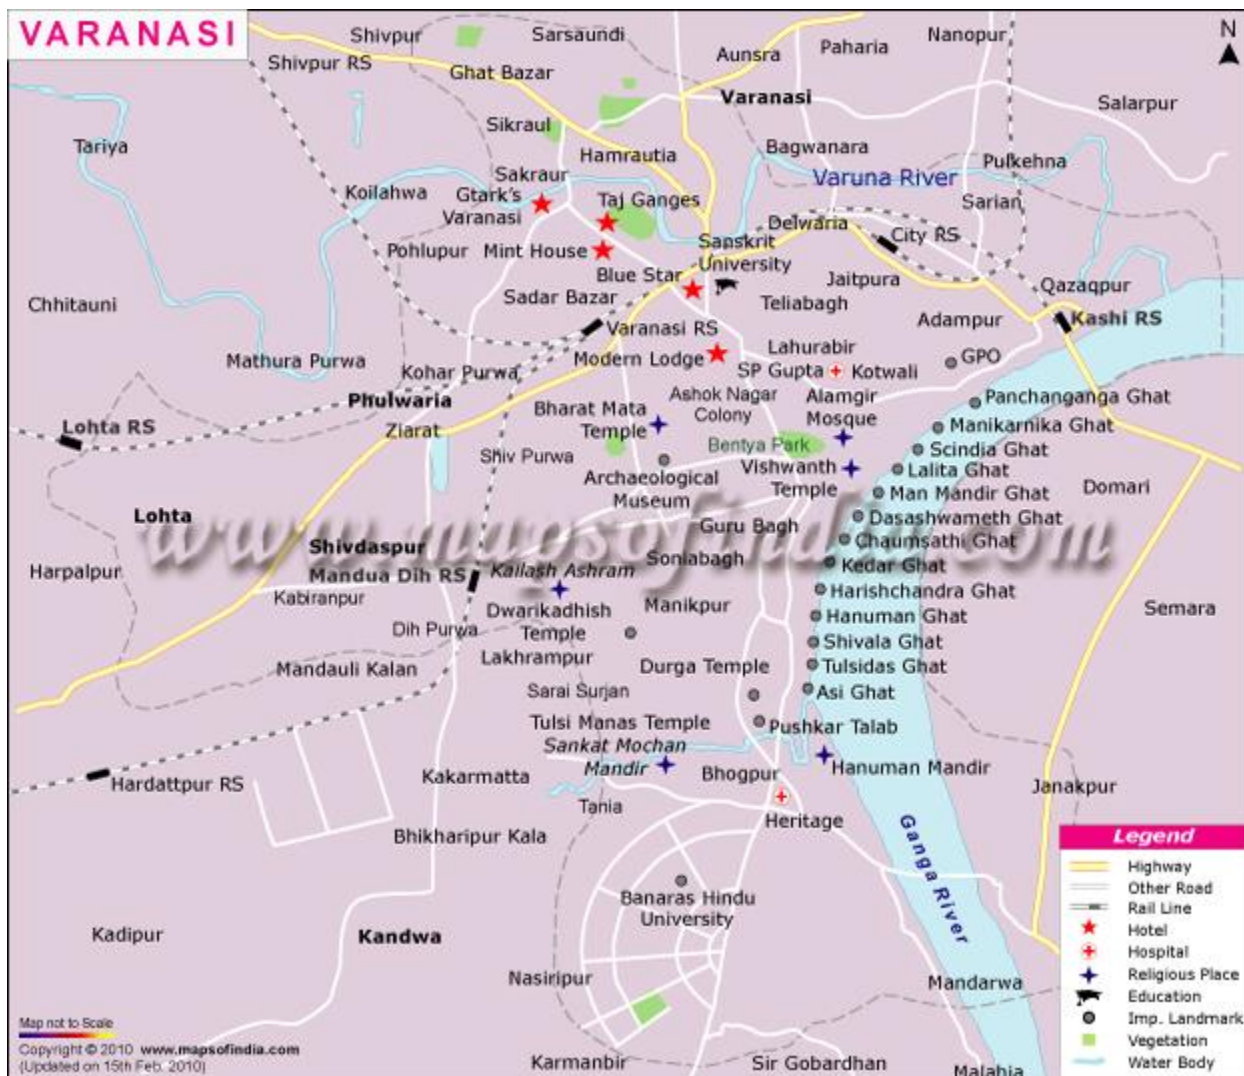 VARANASI
N
Shivpur
Sarsaundi
Nanopur
Paharia
Aunsra
Shivpur RS
Ghat Bazar
Varanasi
Salarpur
Sikraul
Tariya
Hamrautia
Bagwanara
Pulkehna
Sakraur
Varuna River
Koilahwa
Gtark's
Varanasi
Taj Ganges
Sarian
Delwaria
City RS
Pohlupur
Mint House
Sanskrit
University
Blue Star
Jaitpura
Qazaqpur
Chhitauni
Sadar Bazar
Teliabagh
Adampur
Kashi RS
Varanasi RS
Mathura Purwa
Modern Lodge
Lahurabir
GPO
Kohar Purwa
SP Gupta
Kotwali
Phulwaria
Ashok Nagar
Colony
Alamgir
Mosque
Panchanganga Ghat
Lohta RS
Ziarat
Bharat Mata
Temple
Manikarnika Ghat
Bentya Park
Scindia Ghat
Shiv Purwa
Vishwanth
Temple
Lalita Ghat
Archaeological
Museum
Domari
Man Mandir Ghat
Lohta
Guru Bagh
Dasashwameth Ghat
www.mapsofindia.com
Shivdaspur
Soniabagh
Chaumsathi Ghat
Harpalpur
Mandua Dih RS
Kailash Ashram
Kedar Ghat
Kabiranpur
Harishchandra Ghat
Dwarikadhish
Temple
Manikpur
Semara
Hanuman Ghat
Dih Purwa
Shivala Ghat
Mandauli Kalan
Lakhrampur
Durga Temple
Tulsidas Ghat
Sarai Surjan
Asi Ghat
Tulsi Manas Temple
Pushkar Talab
Sankat Mochan
Mandir
Hardattpur RS
Kakarmatta
Bhogpur
Hanuman Mandir
Janakpur
Tania
Heritage
Bhikharipur Kala
Ganga River
Banaras Hindu
University
Kadipur
Kandwa
Nasiripur
Mandarwa
Karmanbir
Sir Gobardhan
Malahia
Legend
Highway
Other Road
Rail Line
Hotel
Hospital
Religious Place
Education
Imp. Landmark
Vegetation
Water Body
Map not to Scale
Copyright © 2010 www.mapsofindia.com
(Updated on 15th Feb. 2010)